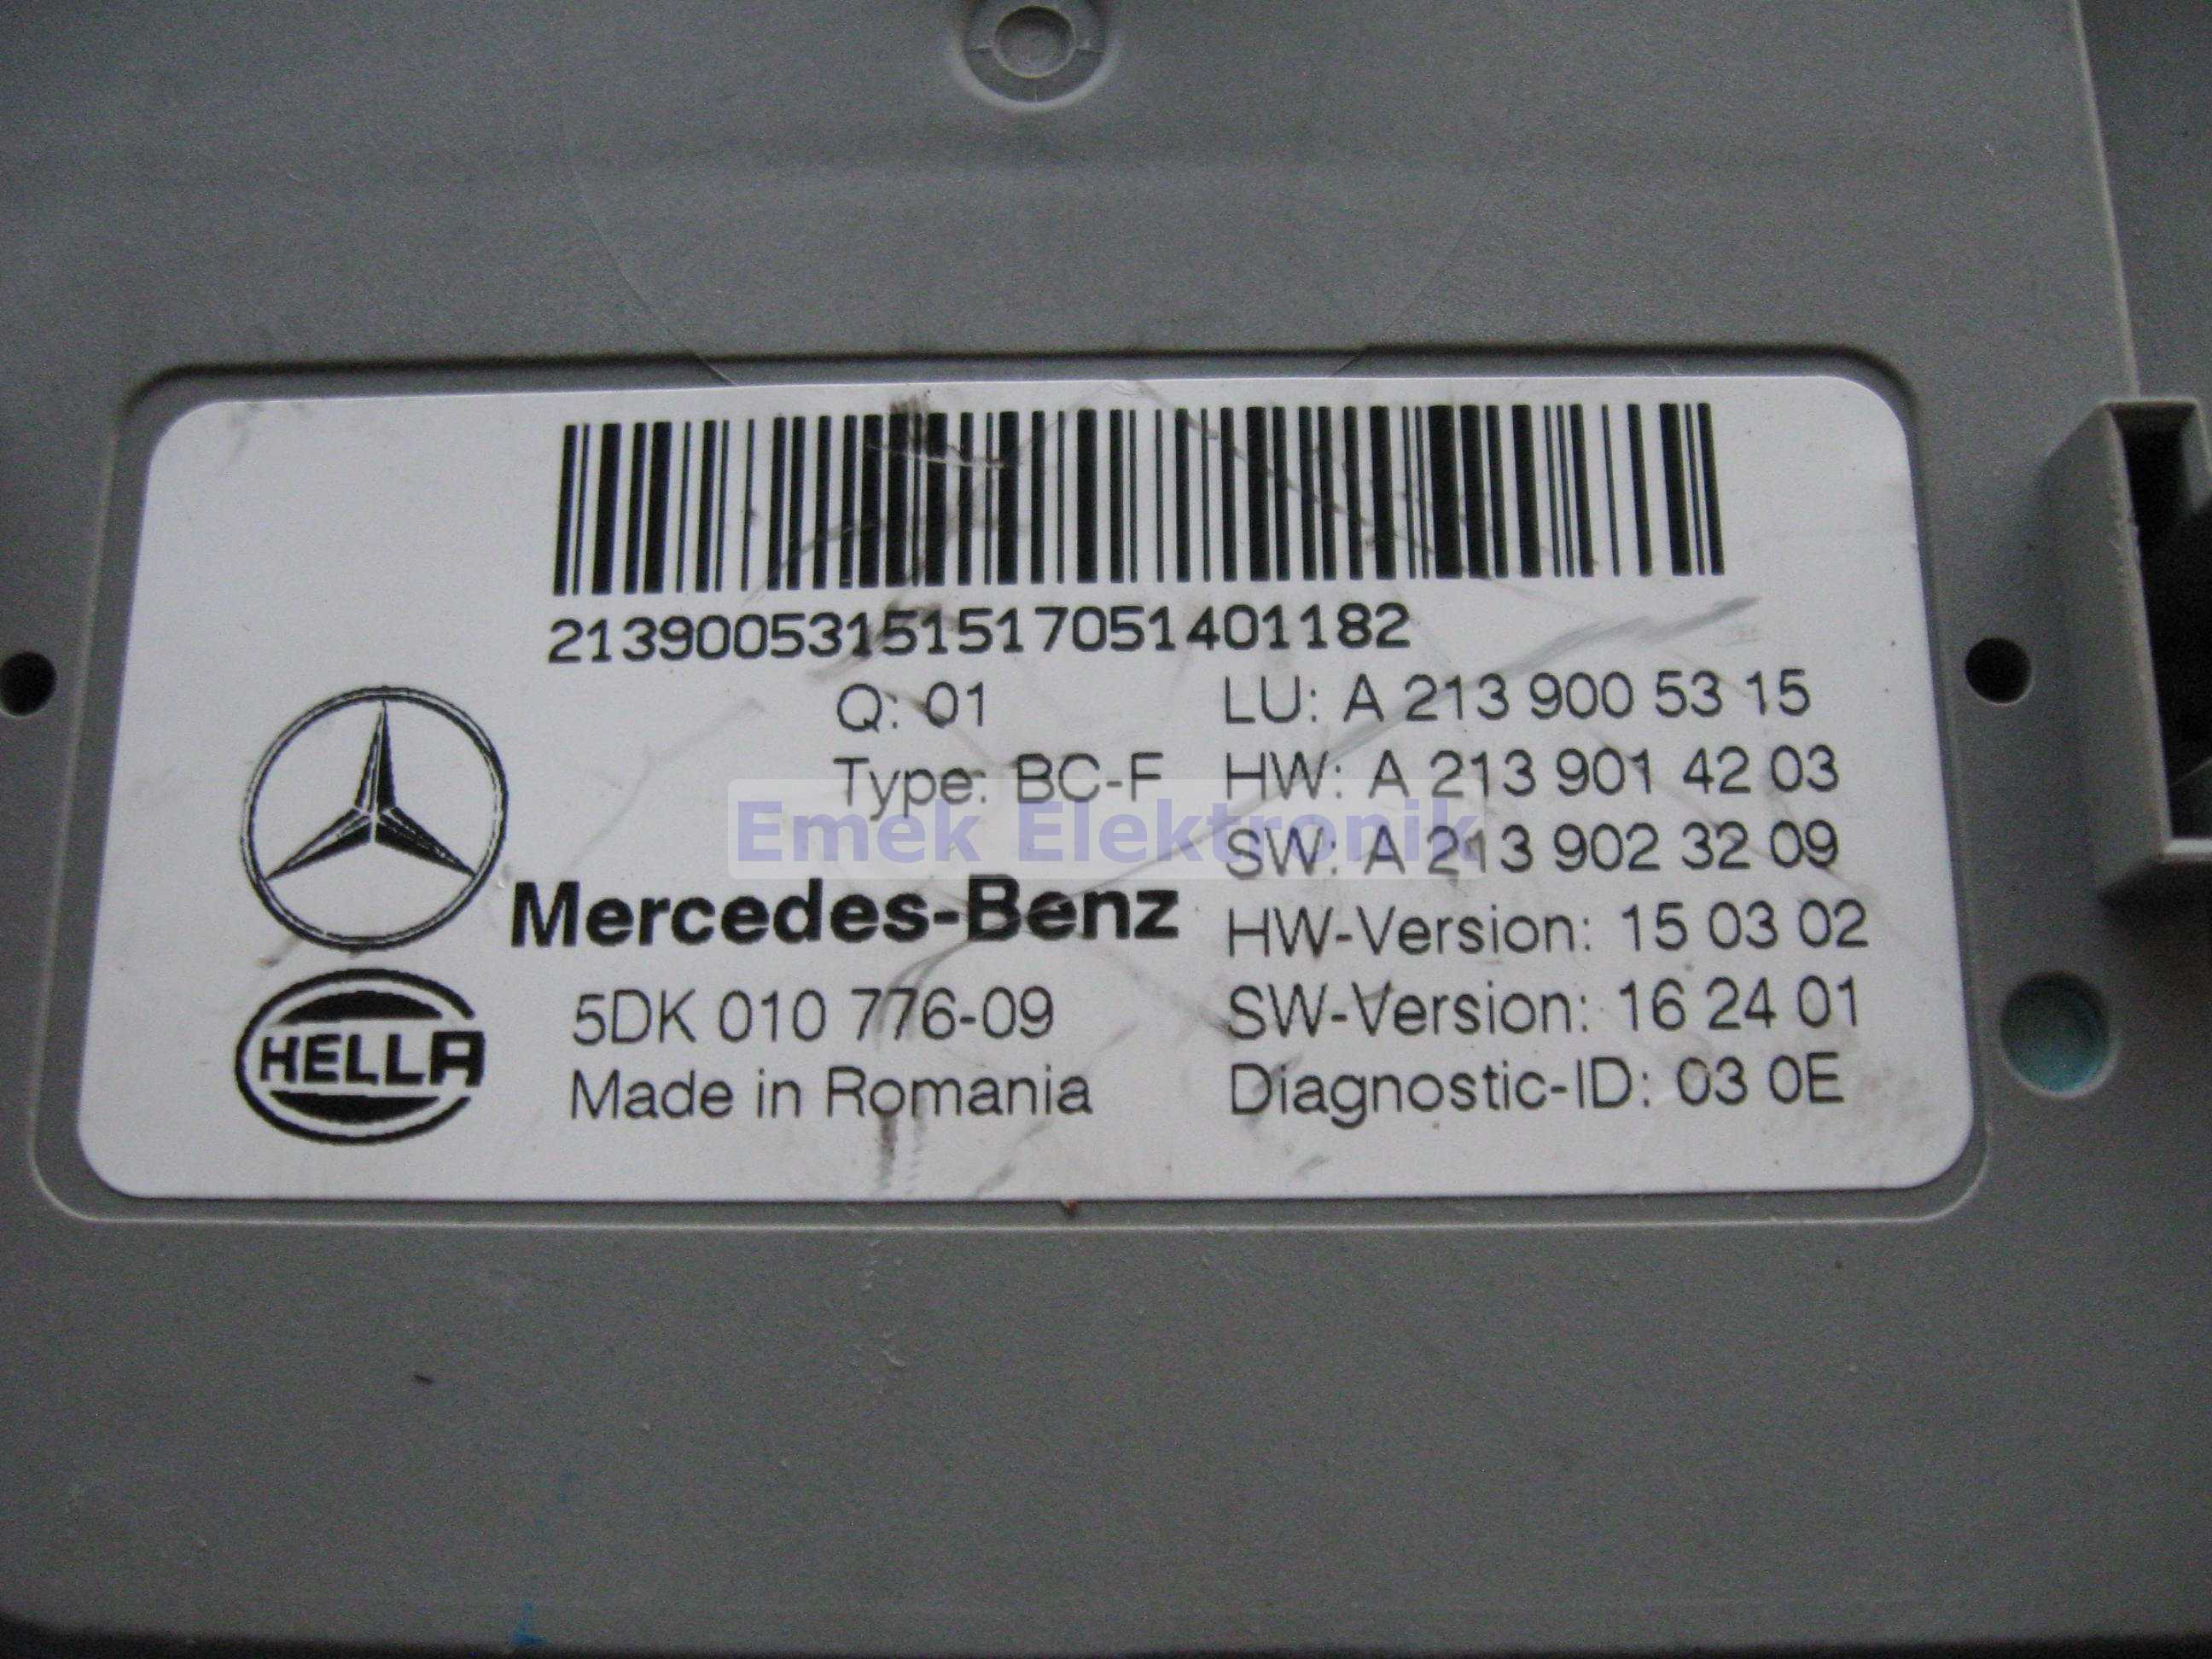 2139005315151705140​1182
Q: 01
LU: A 213 900 53 15
Type: BC-F
HW: A 213 901 42 03
Emek Elektronik
SW: A 213 902 32 09
Mercedes-Benz
HW-Version: 15 03 02
5DK 010 776-09
SW-Version: 16 24 01
HELLA
Made in Romania
Diagnostic-ID: 03 0E